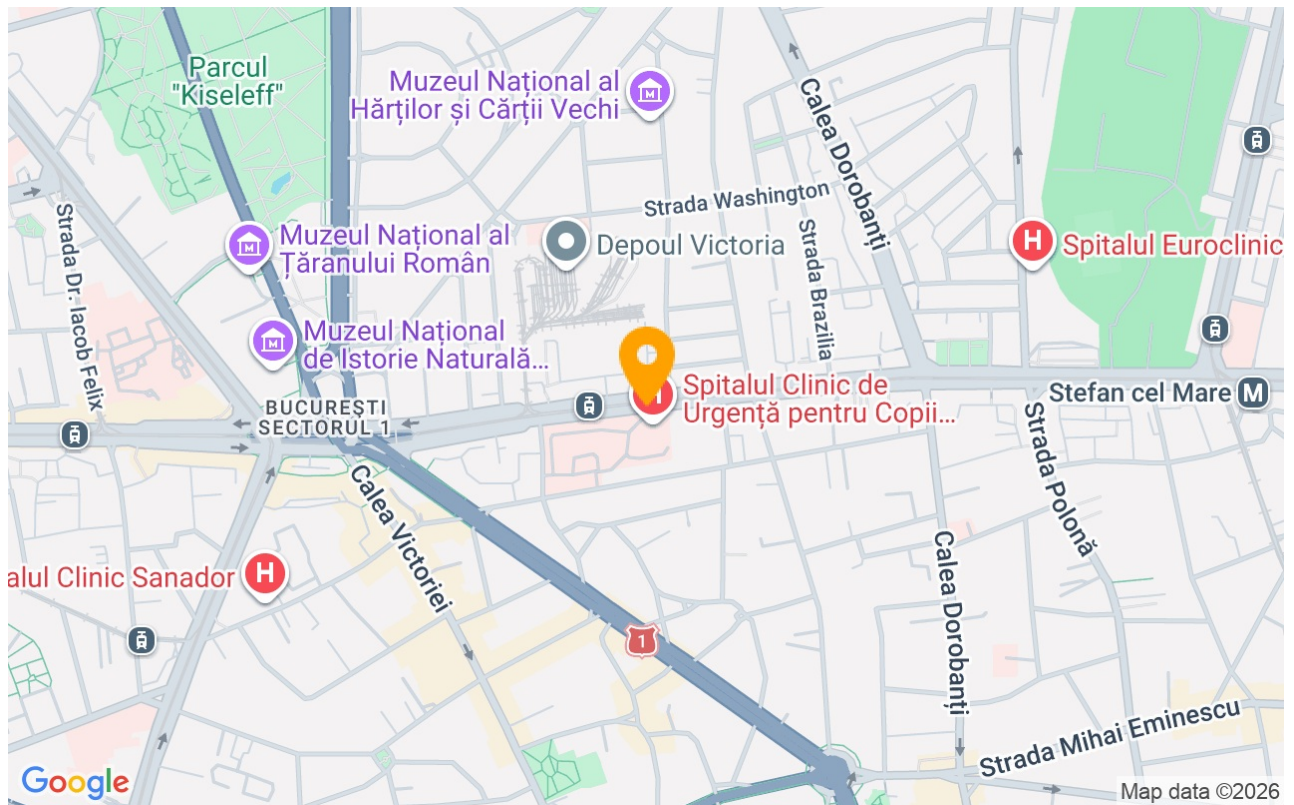 Parcul
"Kiseleff"
Muzeul Național al
Hărților și Cărții Vechi
Calea Dorobanți
Strada Washington
Strada Dr. Iacob Felix
Muzeul Național al
Țăranului Român
Depoul Victoria
Strada Brazilia
H
Spitalul Euroclinic
Muzeul Național
de Istorie Naturală...
Spitalul Clinic de
Urgență pentru Copii...
Stefan cel Mare
M
BUCUREȘTI
SECTORUL 1
Strada Polonă
Calea Victoriei
alul Clinic Sanador
H
Calea Dorobanți
1
Strada Mihai Eminescu
Google
Map data ©2026